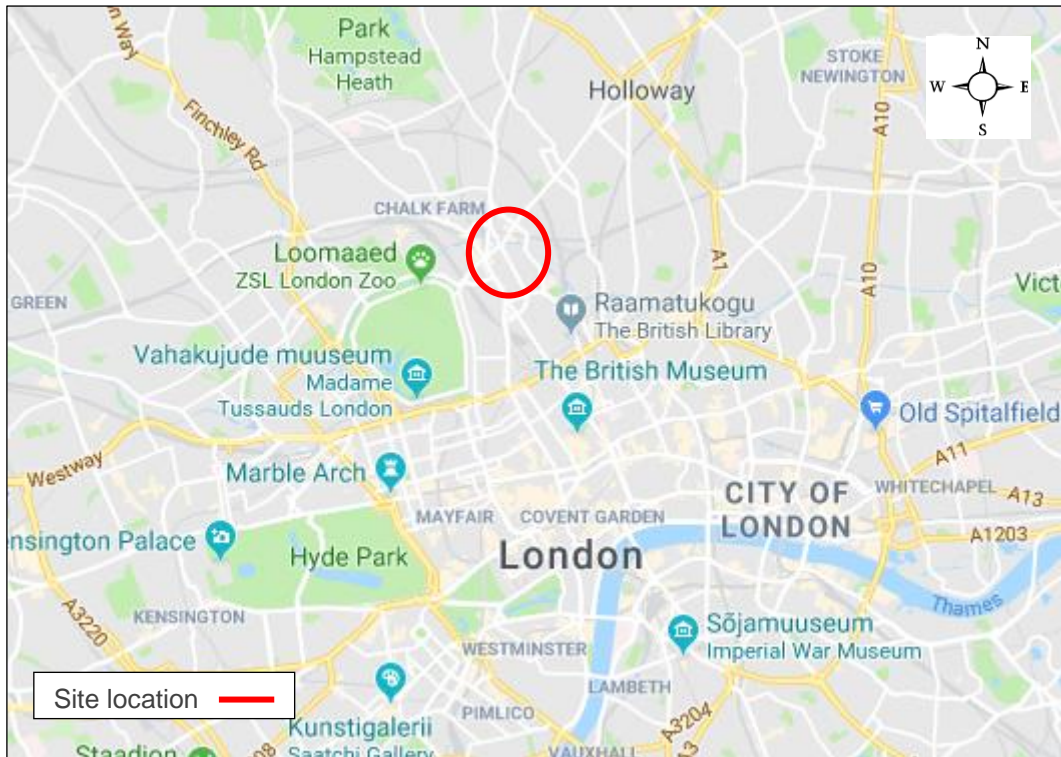 Park
Hampstead
Heath
STOKE
NEWINGTON
N
W
E
S
Holloway
Finchley Rd
A10
CHALK FARM
Loomaaed
ZSL London Zoo
A1
A10
GREEN
Raamatukogu
The British Library
Vict
Vahakujude muuseum
Madame
Tussauds London
The British Museum
Old Spitalfield
Westway
Marble Arch
A11
CITY OF
LONDON
WHITECHAPEL
A13
MAYFAIR
COVENT GARDEN
A1203
ensington Palace
Hyde Park
London
A3220
KENSINGTON
Thames
Sõjamuuseum
Imperial War Museum
WESTMINSTER
LAMBETH
Site location
Kunstigalerii
Saatchi Gallery
PIMLICO
A3204
A3
VAUXHALL
Staadion